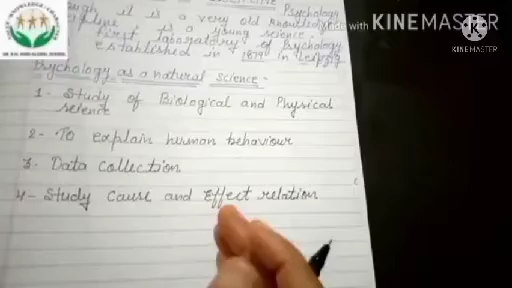 it is a very old knowledge
Psychology
first is a young science.
laboratory of Psychology
established in 1879 in Leipzig
Psychology as a natural science
1- Study of Biological and Physical
science
2- To explain human behaviour
3. Data collection
4- Study cause and Effect relation
Made with KINEMASTER